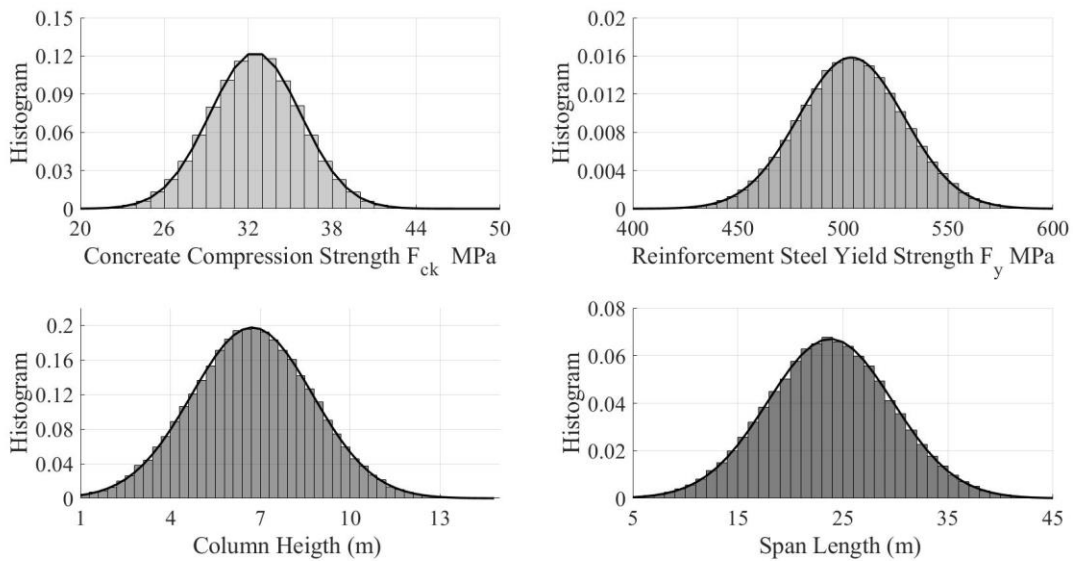 0.15
0.12
0.09
0.06
0.03
0
Histogram
20 26 32 38 44 50
Concreate Compression Strength F_ck MPa
0.02
0.016
0.012
0.008
0.004
0
Histogram
400 450 500 550 600
Reinforcement Steel Yield Strength F_y MPa
0.2
0.16
0.12
0.08
0.04
0
Histogram
1 4 7 10 13
Column Heigth (m)
0.08
0.06
0.04
0.02
0
Histogram
5 15 25 35 45
Span Length (m)